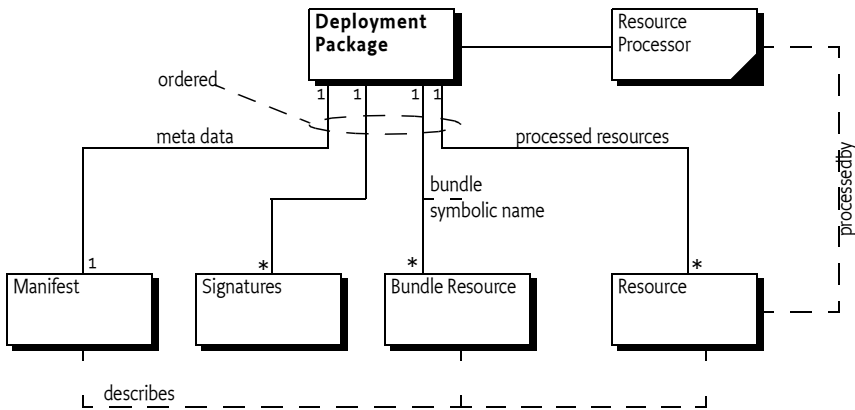 Deployment
Package
Resource
Processor
ordered
1
1
1
1
meta data
processed resources
processedby
bundle
symbolic name
1
*
*
*
Manifest
Signatures
Bundle Resource
Resource
describes